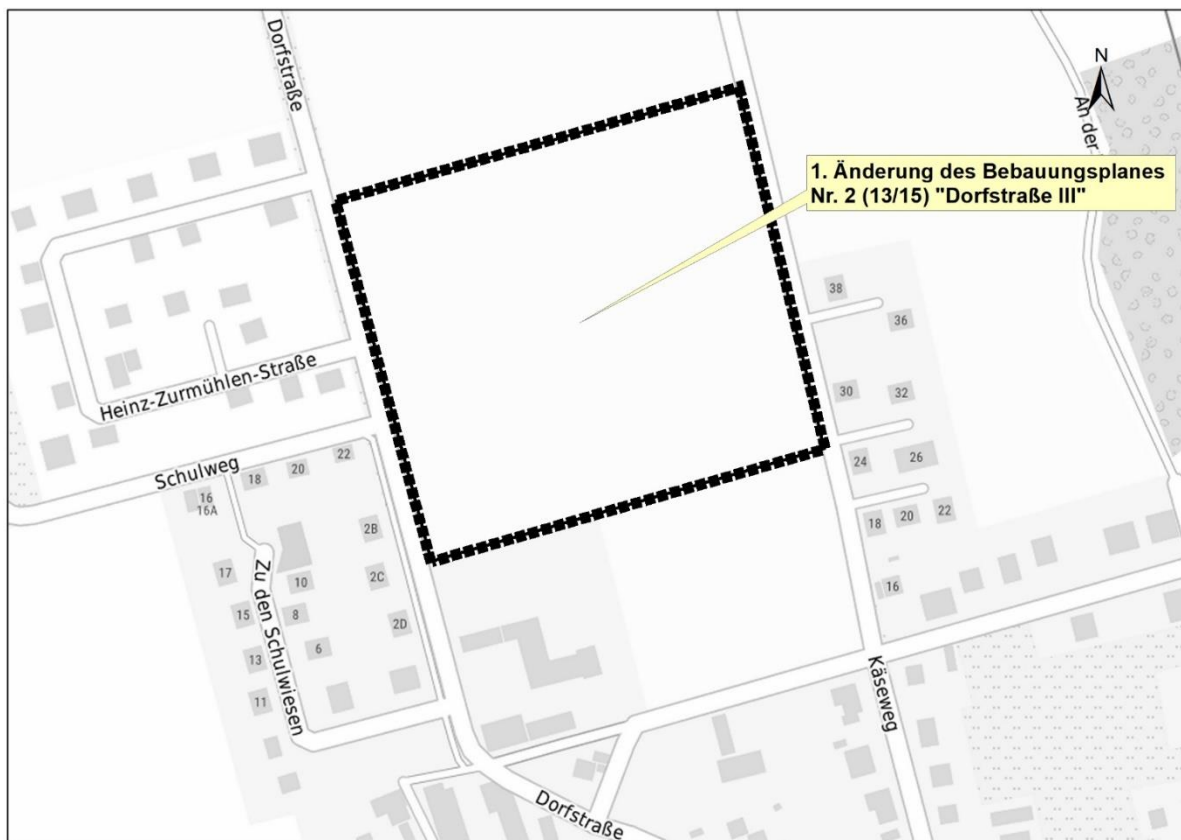 Dorfstraße
N
An der
1. Änderung des Bebauungsplanes
Nr. 2 (13/15) "Dorfstraße III"
38
36
Heinz-Zurmühlen-Straße
30
32
Schulweg
22
20
18
16
16A
24
26
18
20
22
2B
17
10
2C
16
15
8
2D
6
13
11
Zu den Schulwiesen
Käseweg
Dorfstraße